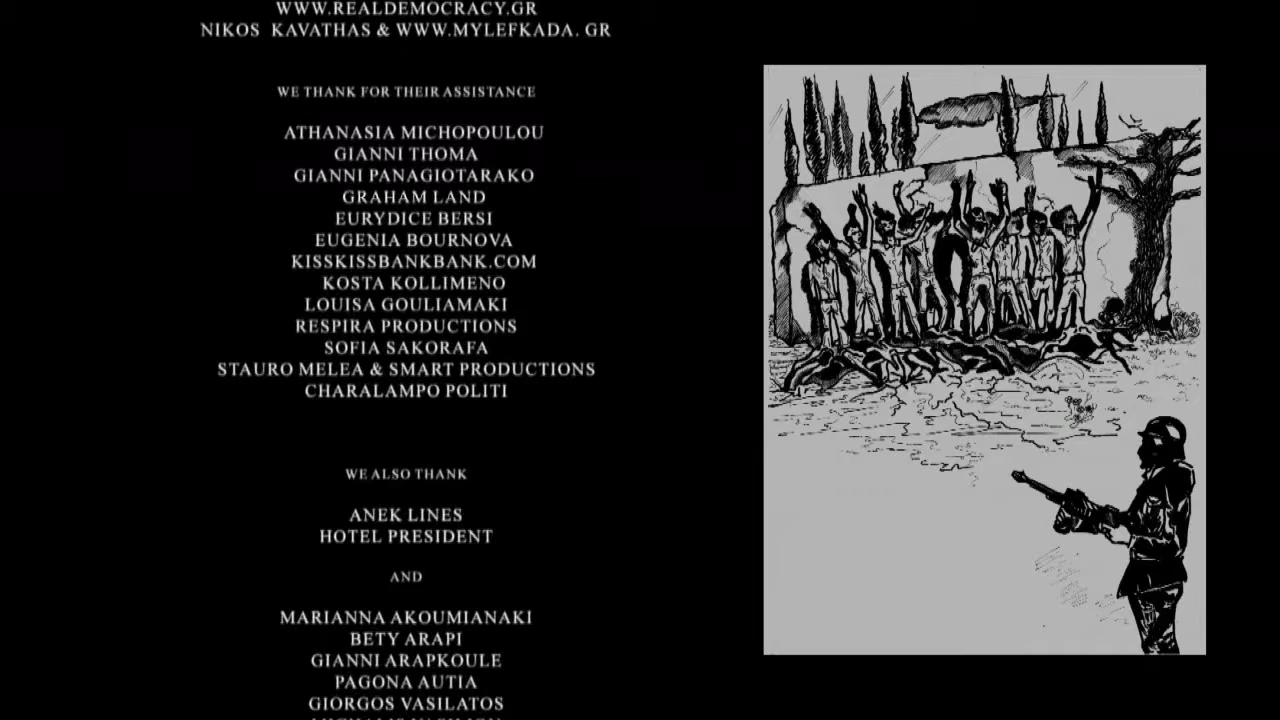 WWW.REALDEMOCRACY.GR
NIKOS KAVATHAS & WWW.MYLEFKADA. GR
WE THANK FOR THEIR ASSISTANCE
ATHANASIA MICHOPOULOU
GIANNI THOMA
GIANNI PANAGIOTARAKO
GRAHAM LAND
EURYDICE BERSI
EUGENIA BOURNOVA
KISSKISSBANKBANK.COM
KOSTA KOLLIMENO
LOUISA GOULIAMAKI
RESPIRA PRODUCTIONS
SOFIA SAKORAFA
STAURO MELEA & SMART PRODUCTIONS
CHARALAMPO POLITI
WE ALSO THANK
ANEK LINES
HOTEL PRESIDENT
AND
MARIANNA AKOUMIANAKI
BETY ARAPI
GIANNI ARAPKOULE
PAGONA AUTIA
GIORGOS VASILATOS